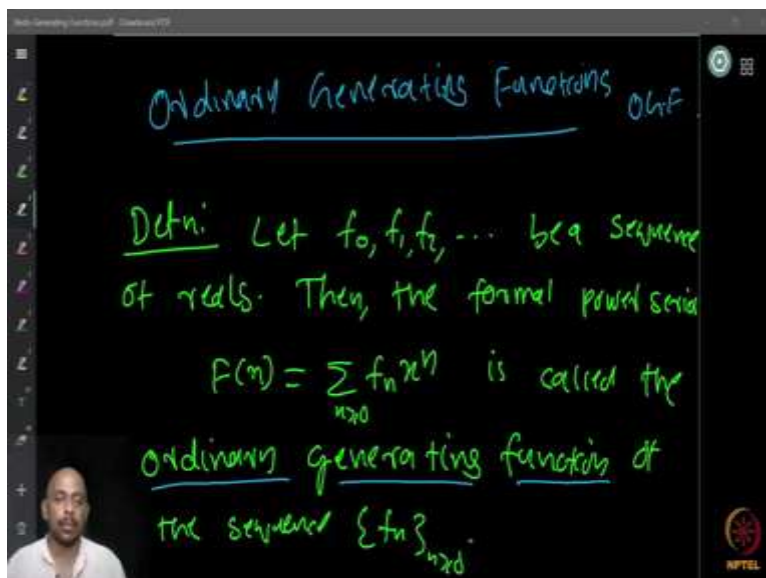 Ordinary Generating Functions OGF.
Defn: Let f₀, f₁, f₂, ... be a sequence
of reals. Then, the formal power series
F(x) = ∑ fₙ xⁿ is called the
n≥0
ordinary generating function of
the sequence {fₙ}n≥0.
NPTEL